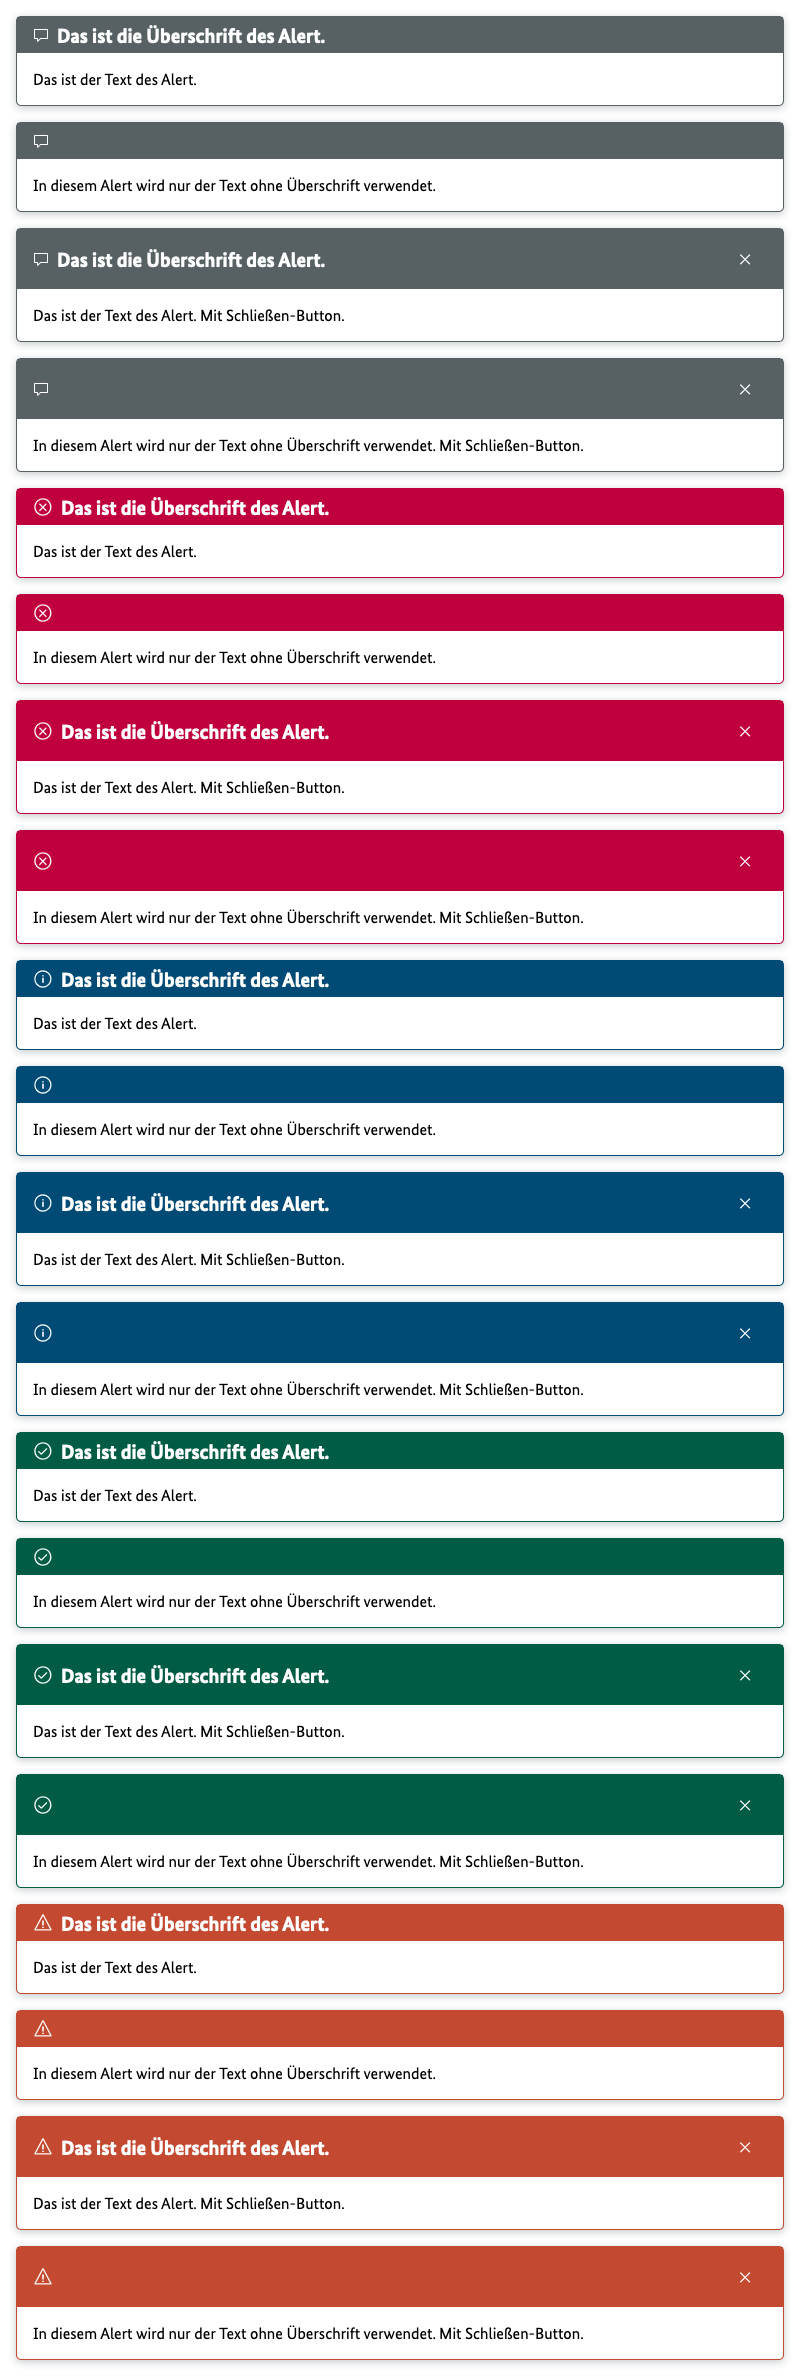 Das ist die Überschrift des Alert.
Das ist der Text des Alert.
In diesem Alert wird nur der Text ohne Überschrift verwendet.
Das ist die Überschrift des Alert.
Das ist der Text des Alert. Mit Schließen-Button.
In diesem Alert wird nur der Text ohne Überschrift verwendet. Mit Schließen-Button.
Das ist die Überschrift des Alert.
Das ist der Text des Alert.
In diesem Alert wird nur der Text ohne Überschrift verwendet.
Das ist die Überschrift des Alert.
Das ist der Text des Alert. Mit Schließen-Button.
In diesem Alert wird nur der Text ohne Überschrift verwendet. Mit Schließen-Button.
Das ist die Überschrift des Alert.
Das ist der Text des Alert.
In diesem Alert wird nur der Text ohne Überschrift verwendet.
Das ist die Überschrift des Alert.
Das ist der Text des Alert. Mit Schließen-Button.
In diesem Alert wird nur der Text ohne Überschrift verwendet. Mit Schließen-Button.
Das ist die Überschrift des Alert.
Das ist der Text des Alert.
In diesem Alert wird nur der Text ohne Überschrift verwendet.
Das ist die Überschrift des Alert.
Das ist der Text des Alert. Mit Schließen-Button.
In diesem Alert wird nur der Text ohne Überschrift verwendet. Mit Schließen-Button.
Das ist die Überschrift des Alert.
Das ist der Text des Alert.
In diesem Alert wird nur der Text ohne Überschrift verwendet.
Das ist die Überschrift des Alert.
Das ist der Text des Alert. Mit Schließen-Button.
In diesem Alert wird nur der Text ohne Überschrift verwendet. Mit Schließen-Button.